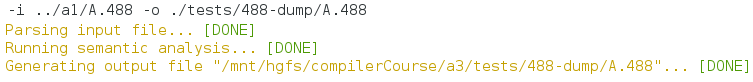 -i ../a1/A.488 -o ./tests/488-dump/A.488
Parsing input file... [DONE]
Running semantic analysis... [DONE]
Generating output file "/mnt/hgfs/compilerCourse/a3/tests/488-dump/A.488"... [DONE]